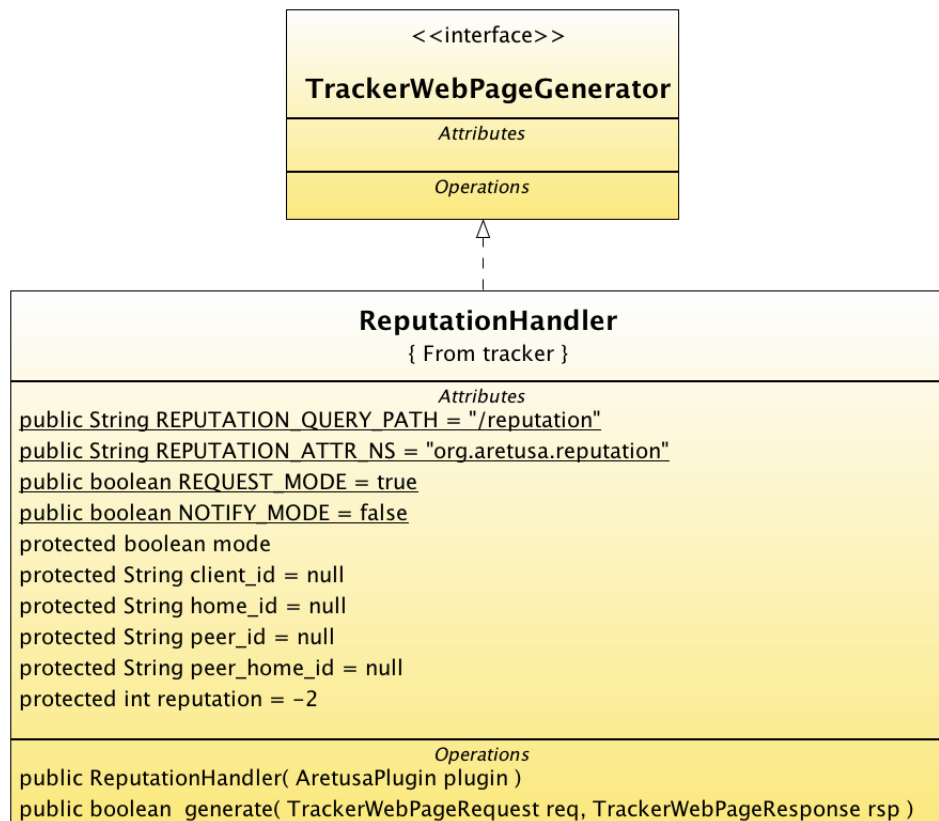 <<interface>>
TrackerWebPageGenerator
Attributes
Operations
ReputationHandler
{ From tracker }
Attributes
public String REPUTATION_QUERY_PATH = "/reputation"
public String REPUTATION_ATTR_NS = "org.aretusa.reputation"
public boolean REQUEST_MODE = true
public boolean NOTIFY_MODE = false
protected boolean mode
protected String client_id = null
protected String home_id = null
protected String peer_id = null
protected String peer_home_id = null
protected int reputation = -2
Operations
public ReputationHandler( AretusaPlugin plugin )
public boolean generate( TrackerWebPageRequest req, TrackerWebPageResponse rsp )